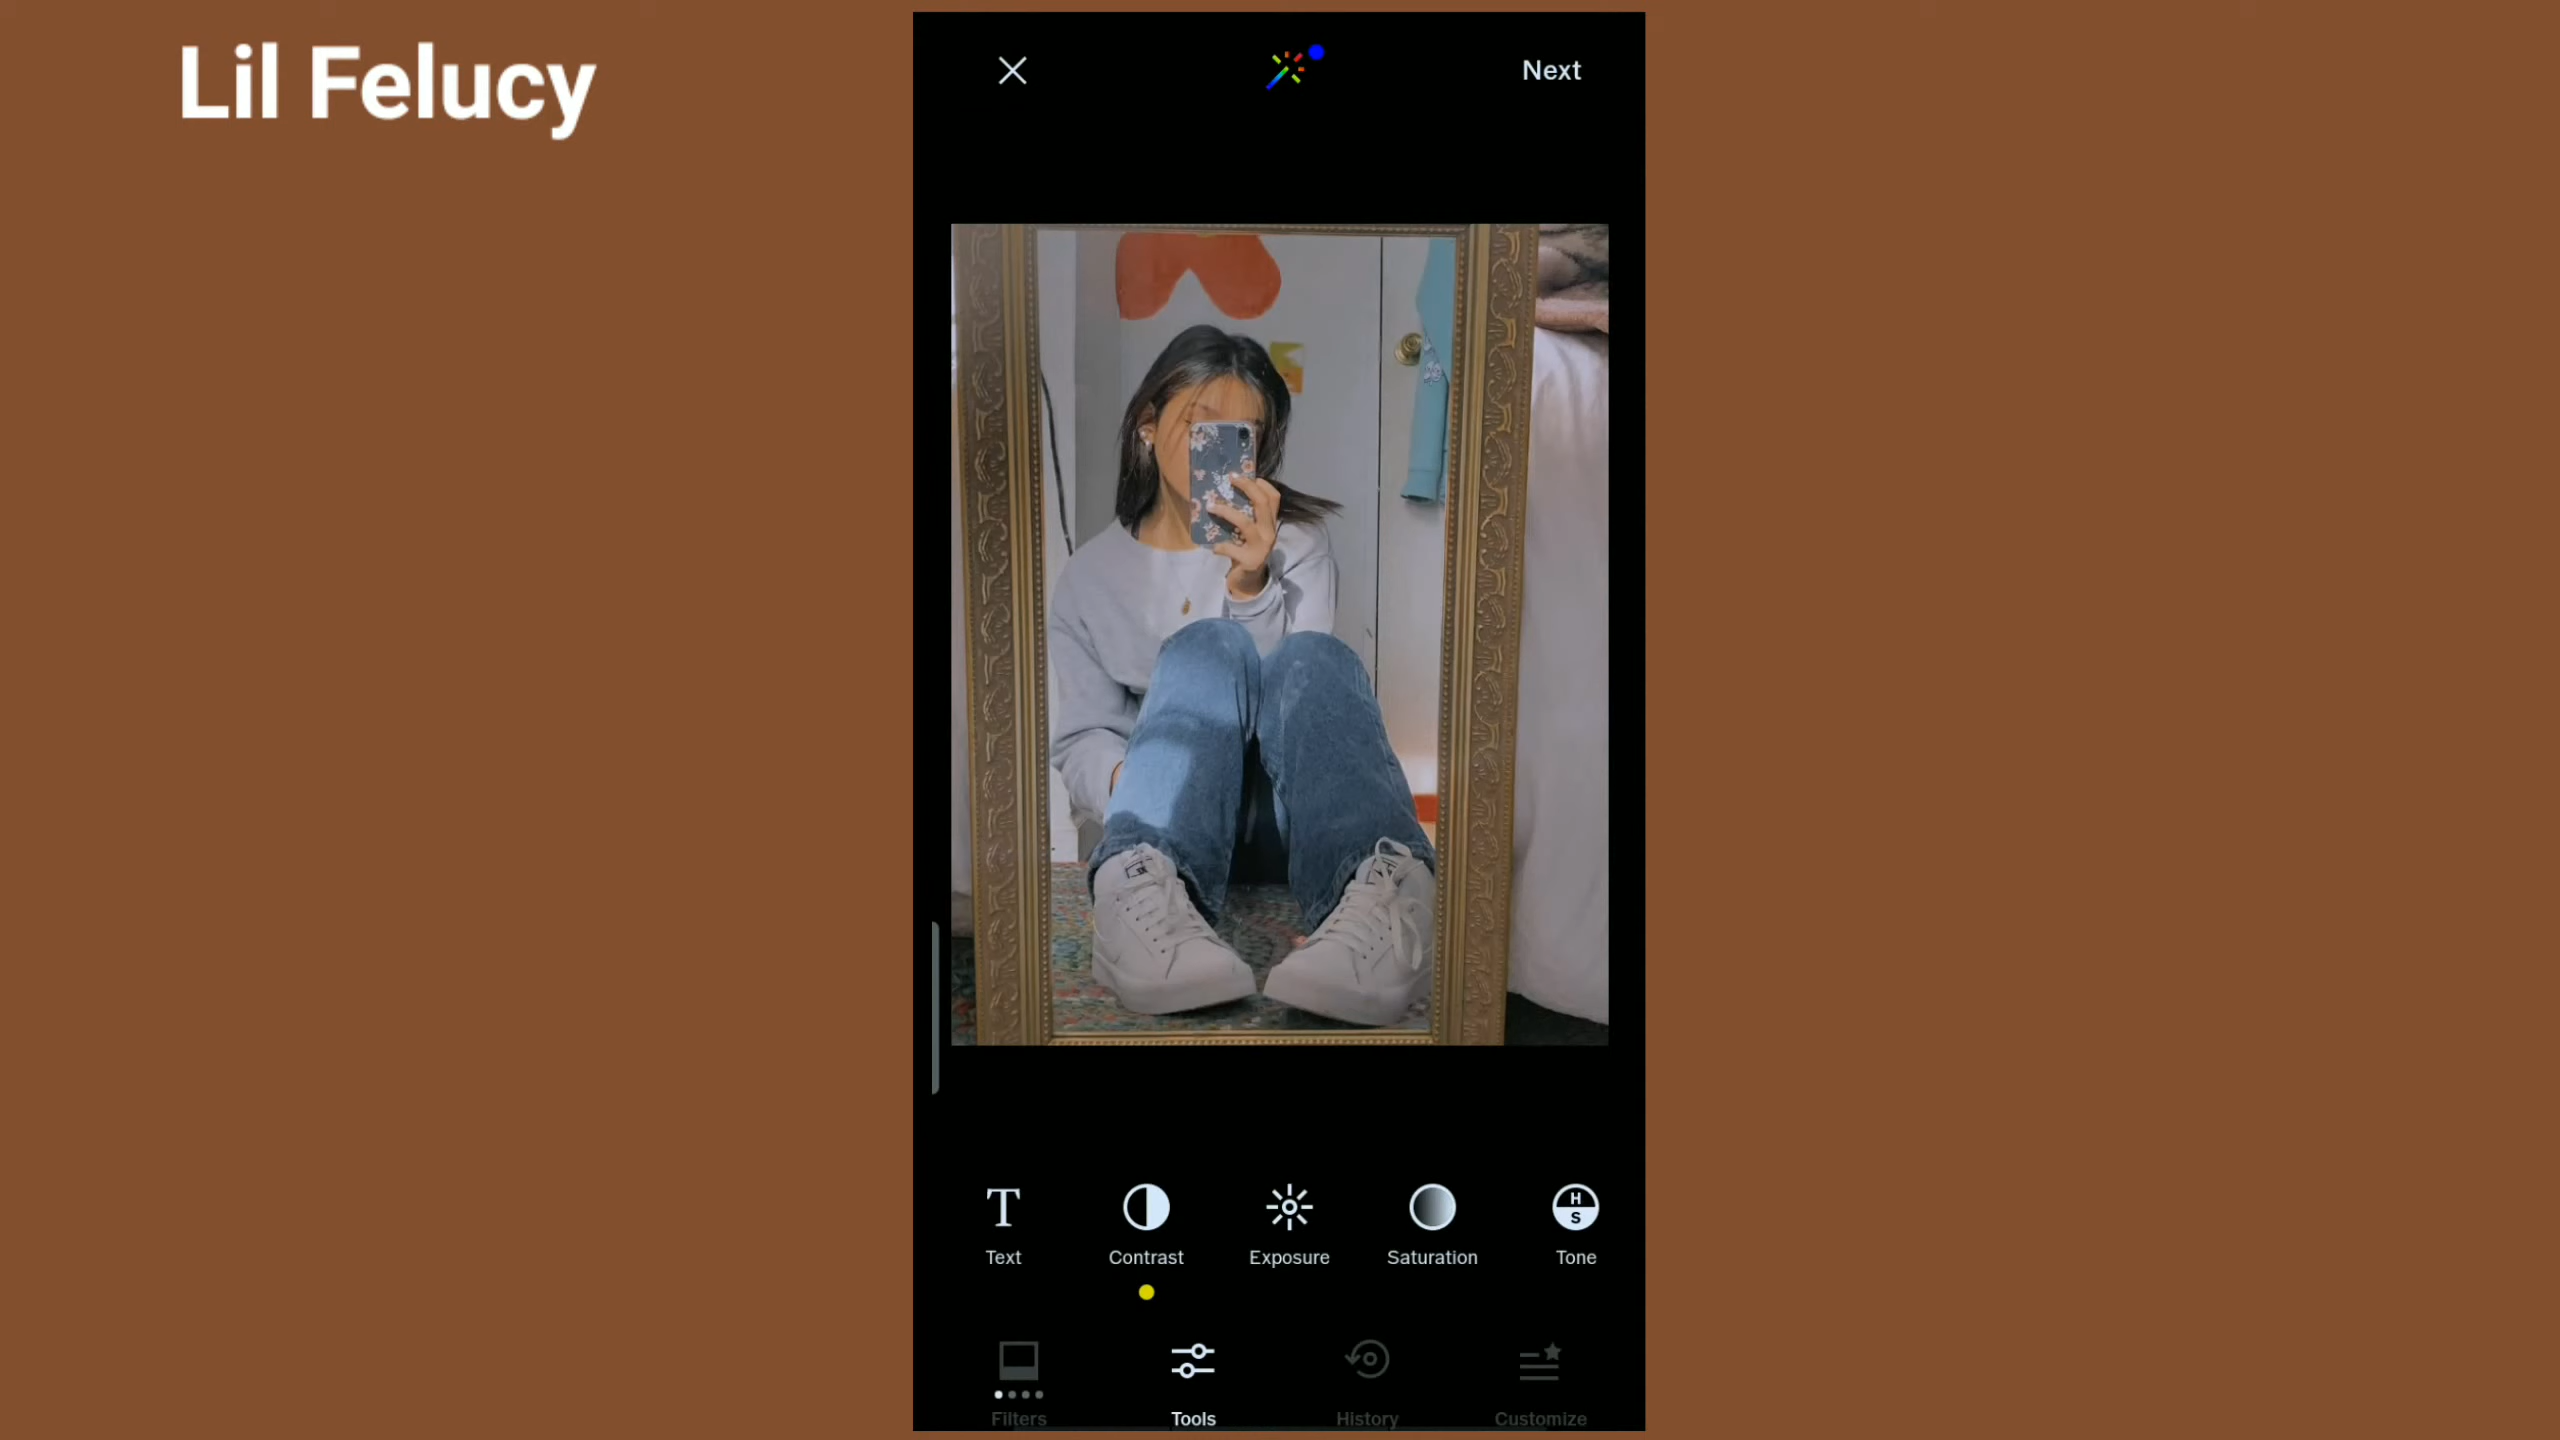 Lil Felucy
Next
Text
Contrast
Exposure
Saturation
H
S
Tone
Filters
Tools
History
Customize